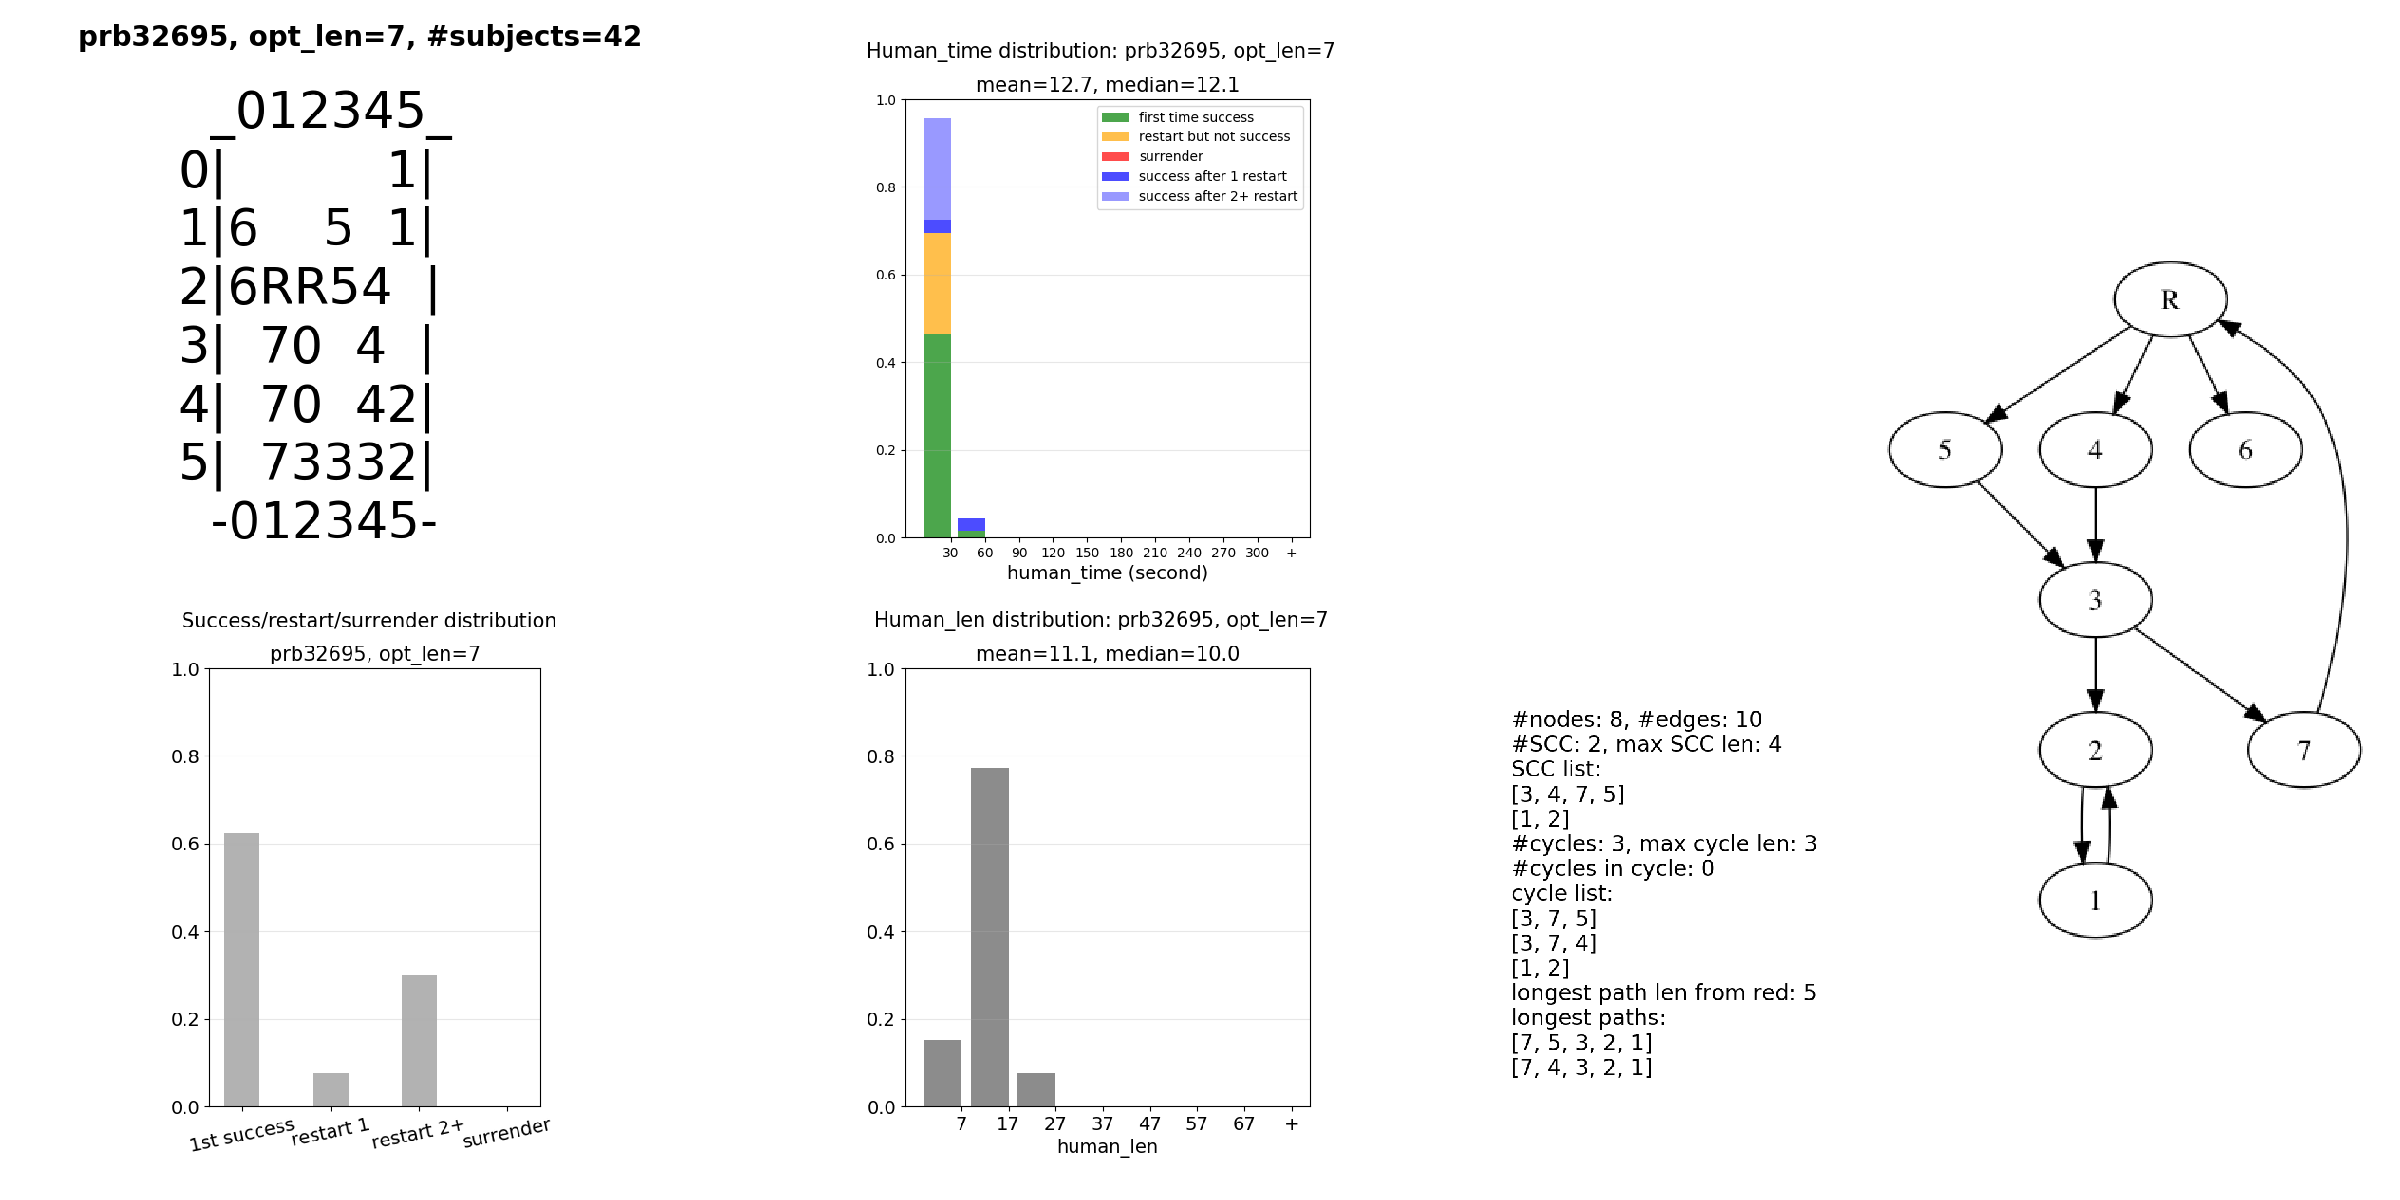 prb32695, opt_len=7, #subjects=42
_012345_
0|     1|
1|6   5 1|
2|6RR54 |
3| 70 4 |
4| 70 42|
5| 73332|
-012345-
Human_time distribution: prb32695, opt_len=7
mean=12.7, median=12.1
1.0
0.8
0.6
0.4
0.2
0.0
first time success
restart but not success
surrender
success after 1 restart
success after 2+ restart
30 60 90 120 150 180 210 240 270 300 +
human_time (second)
Success/restart/surrender distribution
prb32695, opt_len=7
1.0
0.8
0.6
0.4
0.2
0.0
1st success restart 1 restart 2+ surrender
Human_len distribution: prb32695, opt_len=7
mean=11.1, median=10.0
1.0
0.8
0.6
0.4
0.2
0.0
7 17 27 37 47 57 67 +
human_len
#nodes: 8, #edges: 10
#SCC: 2, max SCC len: 4
SCC list:
[3, 4, 7, 5]
[1, 2]
#cycles: 3, max cycle len: 3
#cycles in cycle: 0
cycle list:
[3, 7, 5]
[3, 7, 4]
[1, 2]
longest path len from red: 5
longest paths:
[7, 5, 3, 2, 1]
[7, 4, 3, 2, 1]
R
5 4 6
3
2 7
1